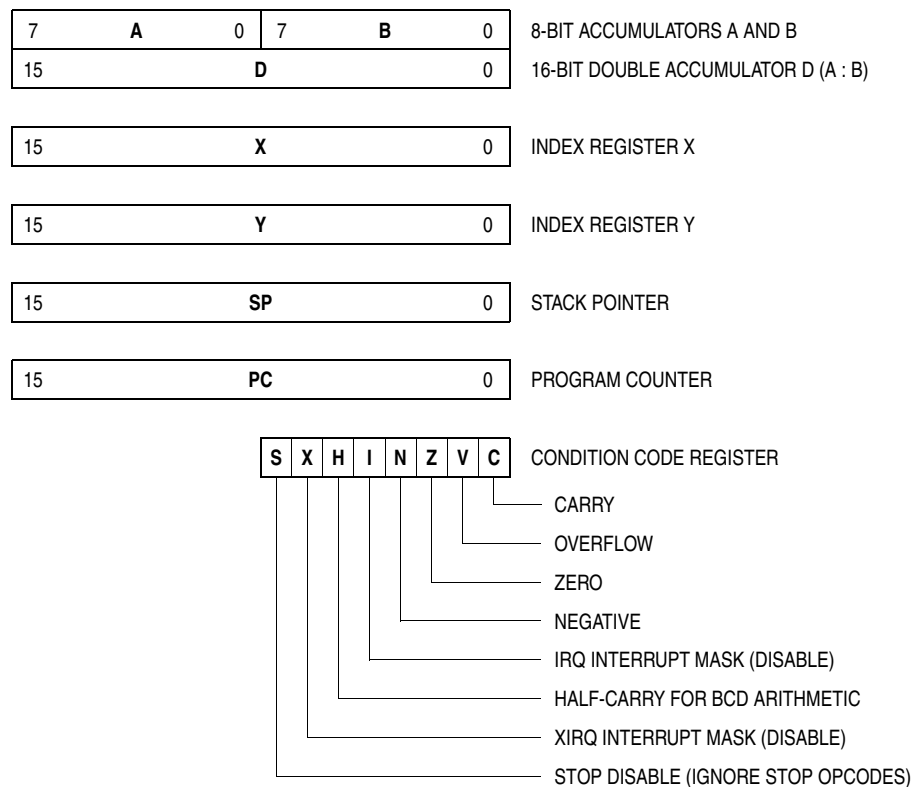 7 A 0 7 B 0 8-BIT ACCUMULATORS A AND B
15 D 0 16-BIT DOUBLE ACCUMULATOR D (A : B)
15 X 0 INDEX REGISTER X
15 Y 0 INDEX REGISTER Y
15 SP 0 STACK POINTER
15 PC 0 PROGRAM COUNTER
S X H I N Z V C CONDITION CODE REGISTER
CARRY
OVERFLOW
ZERO
NEGATIVE
IRQ INTERRUPT MASK (DISABLE)
HALF-CARRY FOR BCD ARITHMETIC
XIRQ INTERRUPT MASK (DISABLE)
STOP DISABLE (IGNORE STOP OPCODES)